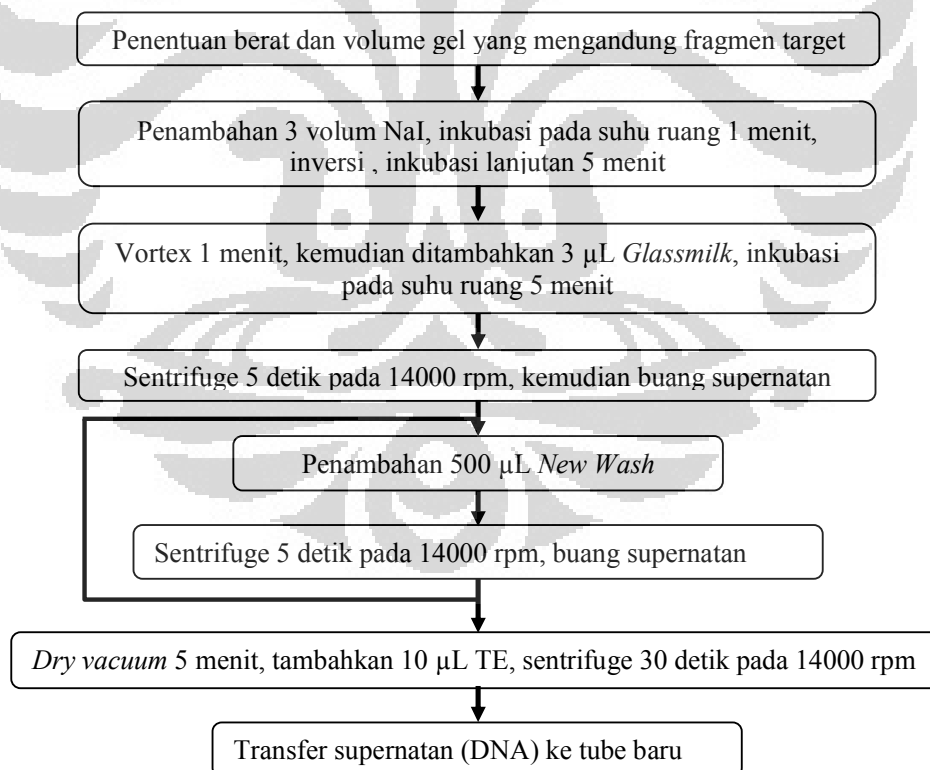 Penentuan berat dan volume gel yang mengandung fragmen target
Penambahan 3 volum NaI, inkubasi pada suhu ruang 1 menit,
inversi , inkubasi lanjutan 5 menit
Vortex 1 menit, kemudian ditambahkan 3 µL Glassmilk, inkubasi
pada suhu ruang 5 menit
Sentrifuge 5 detik pada 14000 rpm, kemudian buang supernatan
Penambahan 500 µL New Wash
Sentrifuge 5 detik pada 14000 rpm, buang supernatan
Dry vacuum 5 menit, tambahkan 10 µL TE, sentrifuge 30 detik pada 14000 rpm
Transfer supernatan (DNA) ke tube baru